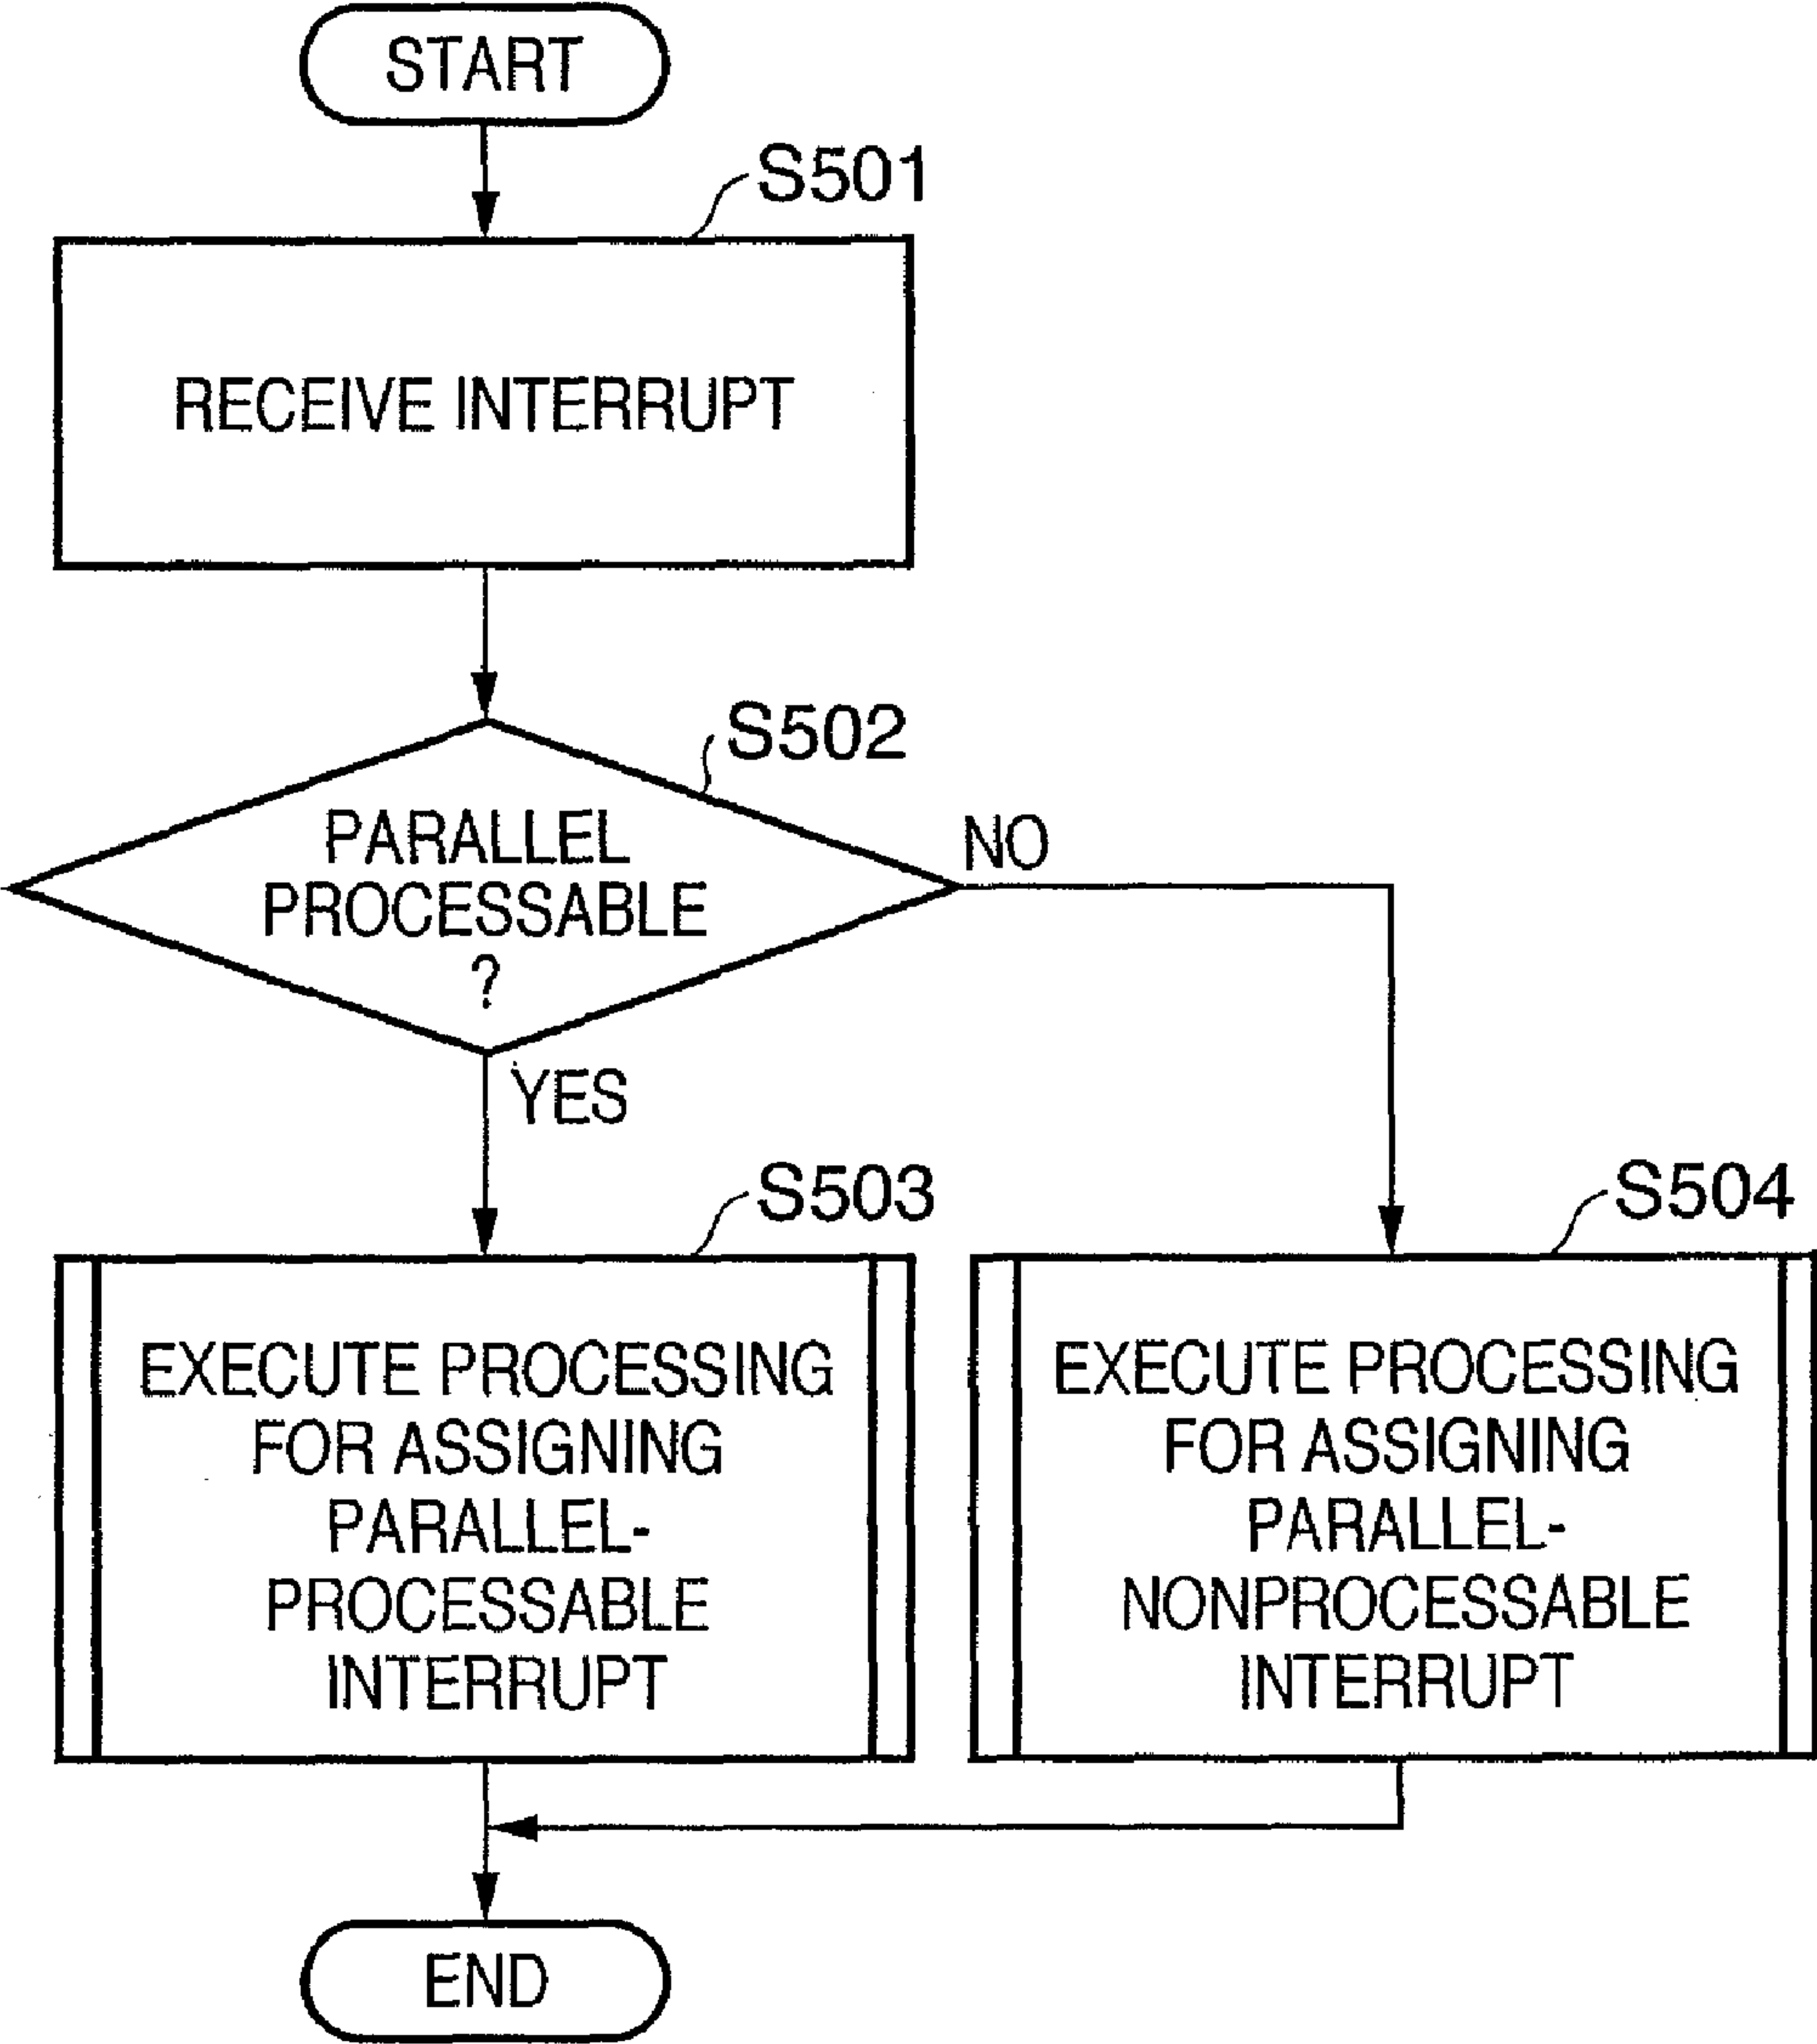 START
S501
RECEIVE INTERRUPT
S502
PARALLEL
PROCESSABLE
?
NO
YES
S503
EXECUTE PROCESSING
FOR ASSIGNING
PARALLEL-
PROCESSABLE
INTERRUPT
S504
EXECUTE PROCESSING
FOR ASSIGNING
PARALLEL-
NONPROCESSABLE
INTERRUPT
END